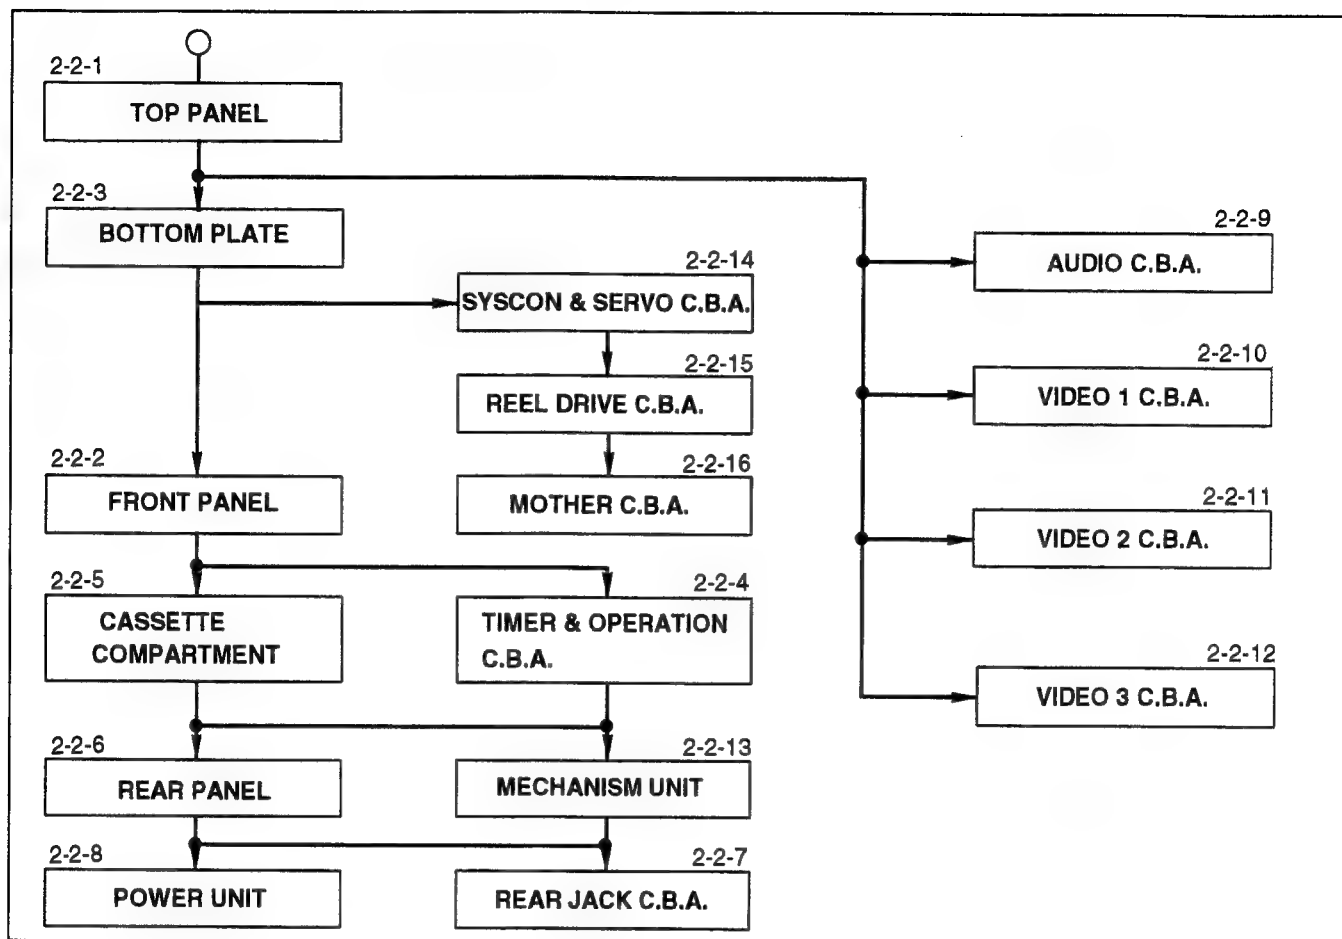 2-2-1
TOP PANEL
2-2-3
BOTTOM PLATE
2-2-14
SYSCON & SERVO C.B.A.
2-2-15
REEL DRIVE C.B.A.
2-2-16
MOTHER C.B.A.
2-2-2
FRONT PANEL
2-2-5
CASSETTE
COMPARTMENT
2-2-4
TIMER & OPERATION
C.B.A.
2-2-6
REAR PANEL
2-2-13
MECHANISM UNIT
2-2-8
POWER UNIT
2-2-7
REAR JACK C.B.A.
2-2-9
AUDIO C.B.A.
2-2-10
VIDEO 1 C.B.A.
2-2-11
VIDEO 2 C.B.A.
2-2-12
VIDEO 3 C.B.A.